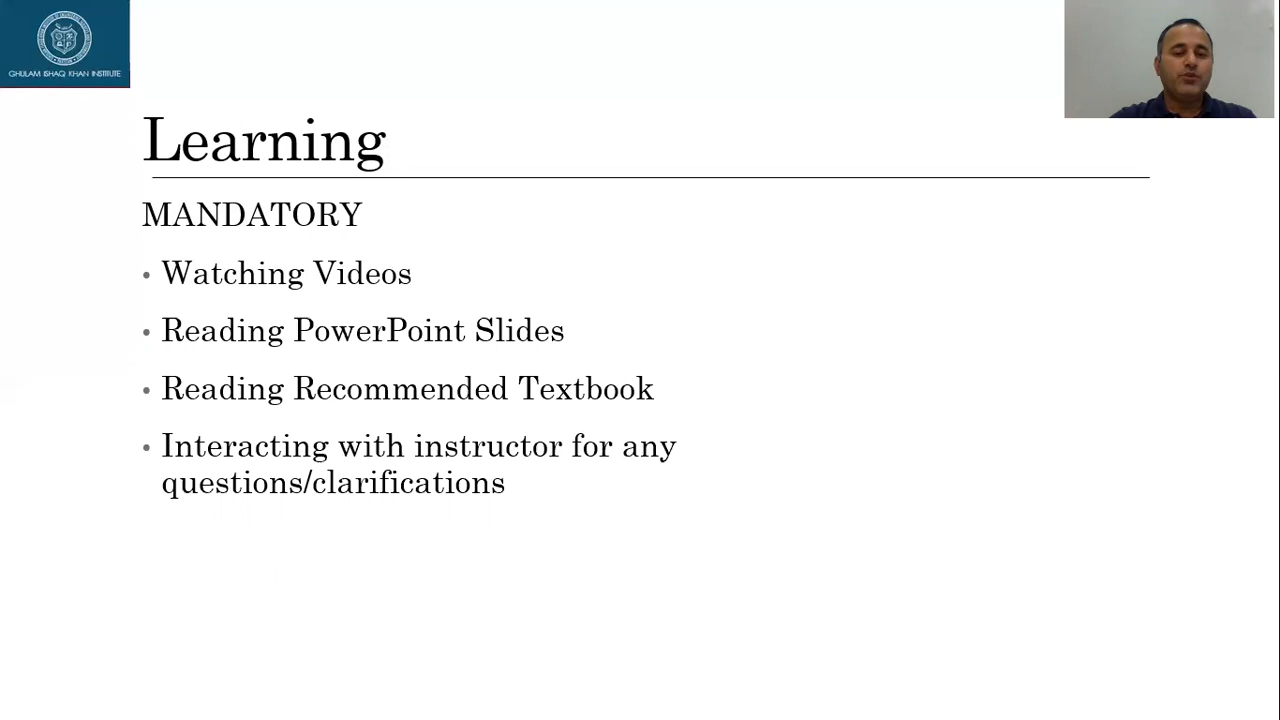 GHULAM ISHAQ KHAN INSTITUTE
Learning
MANDATORY
• Watching Videos
• Reading PowerPoint Slides
• Reading Recommended Textbook
• Interacting with instructor for any
questions/clarifications